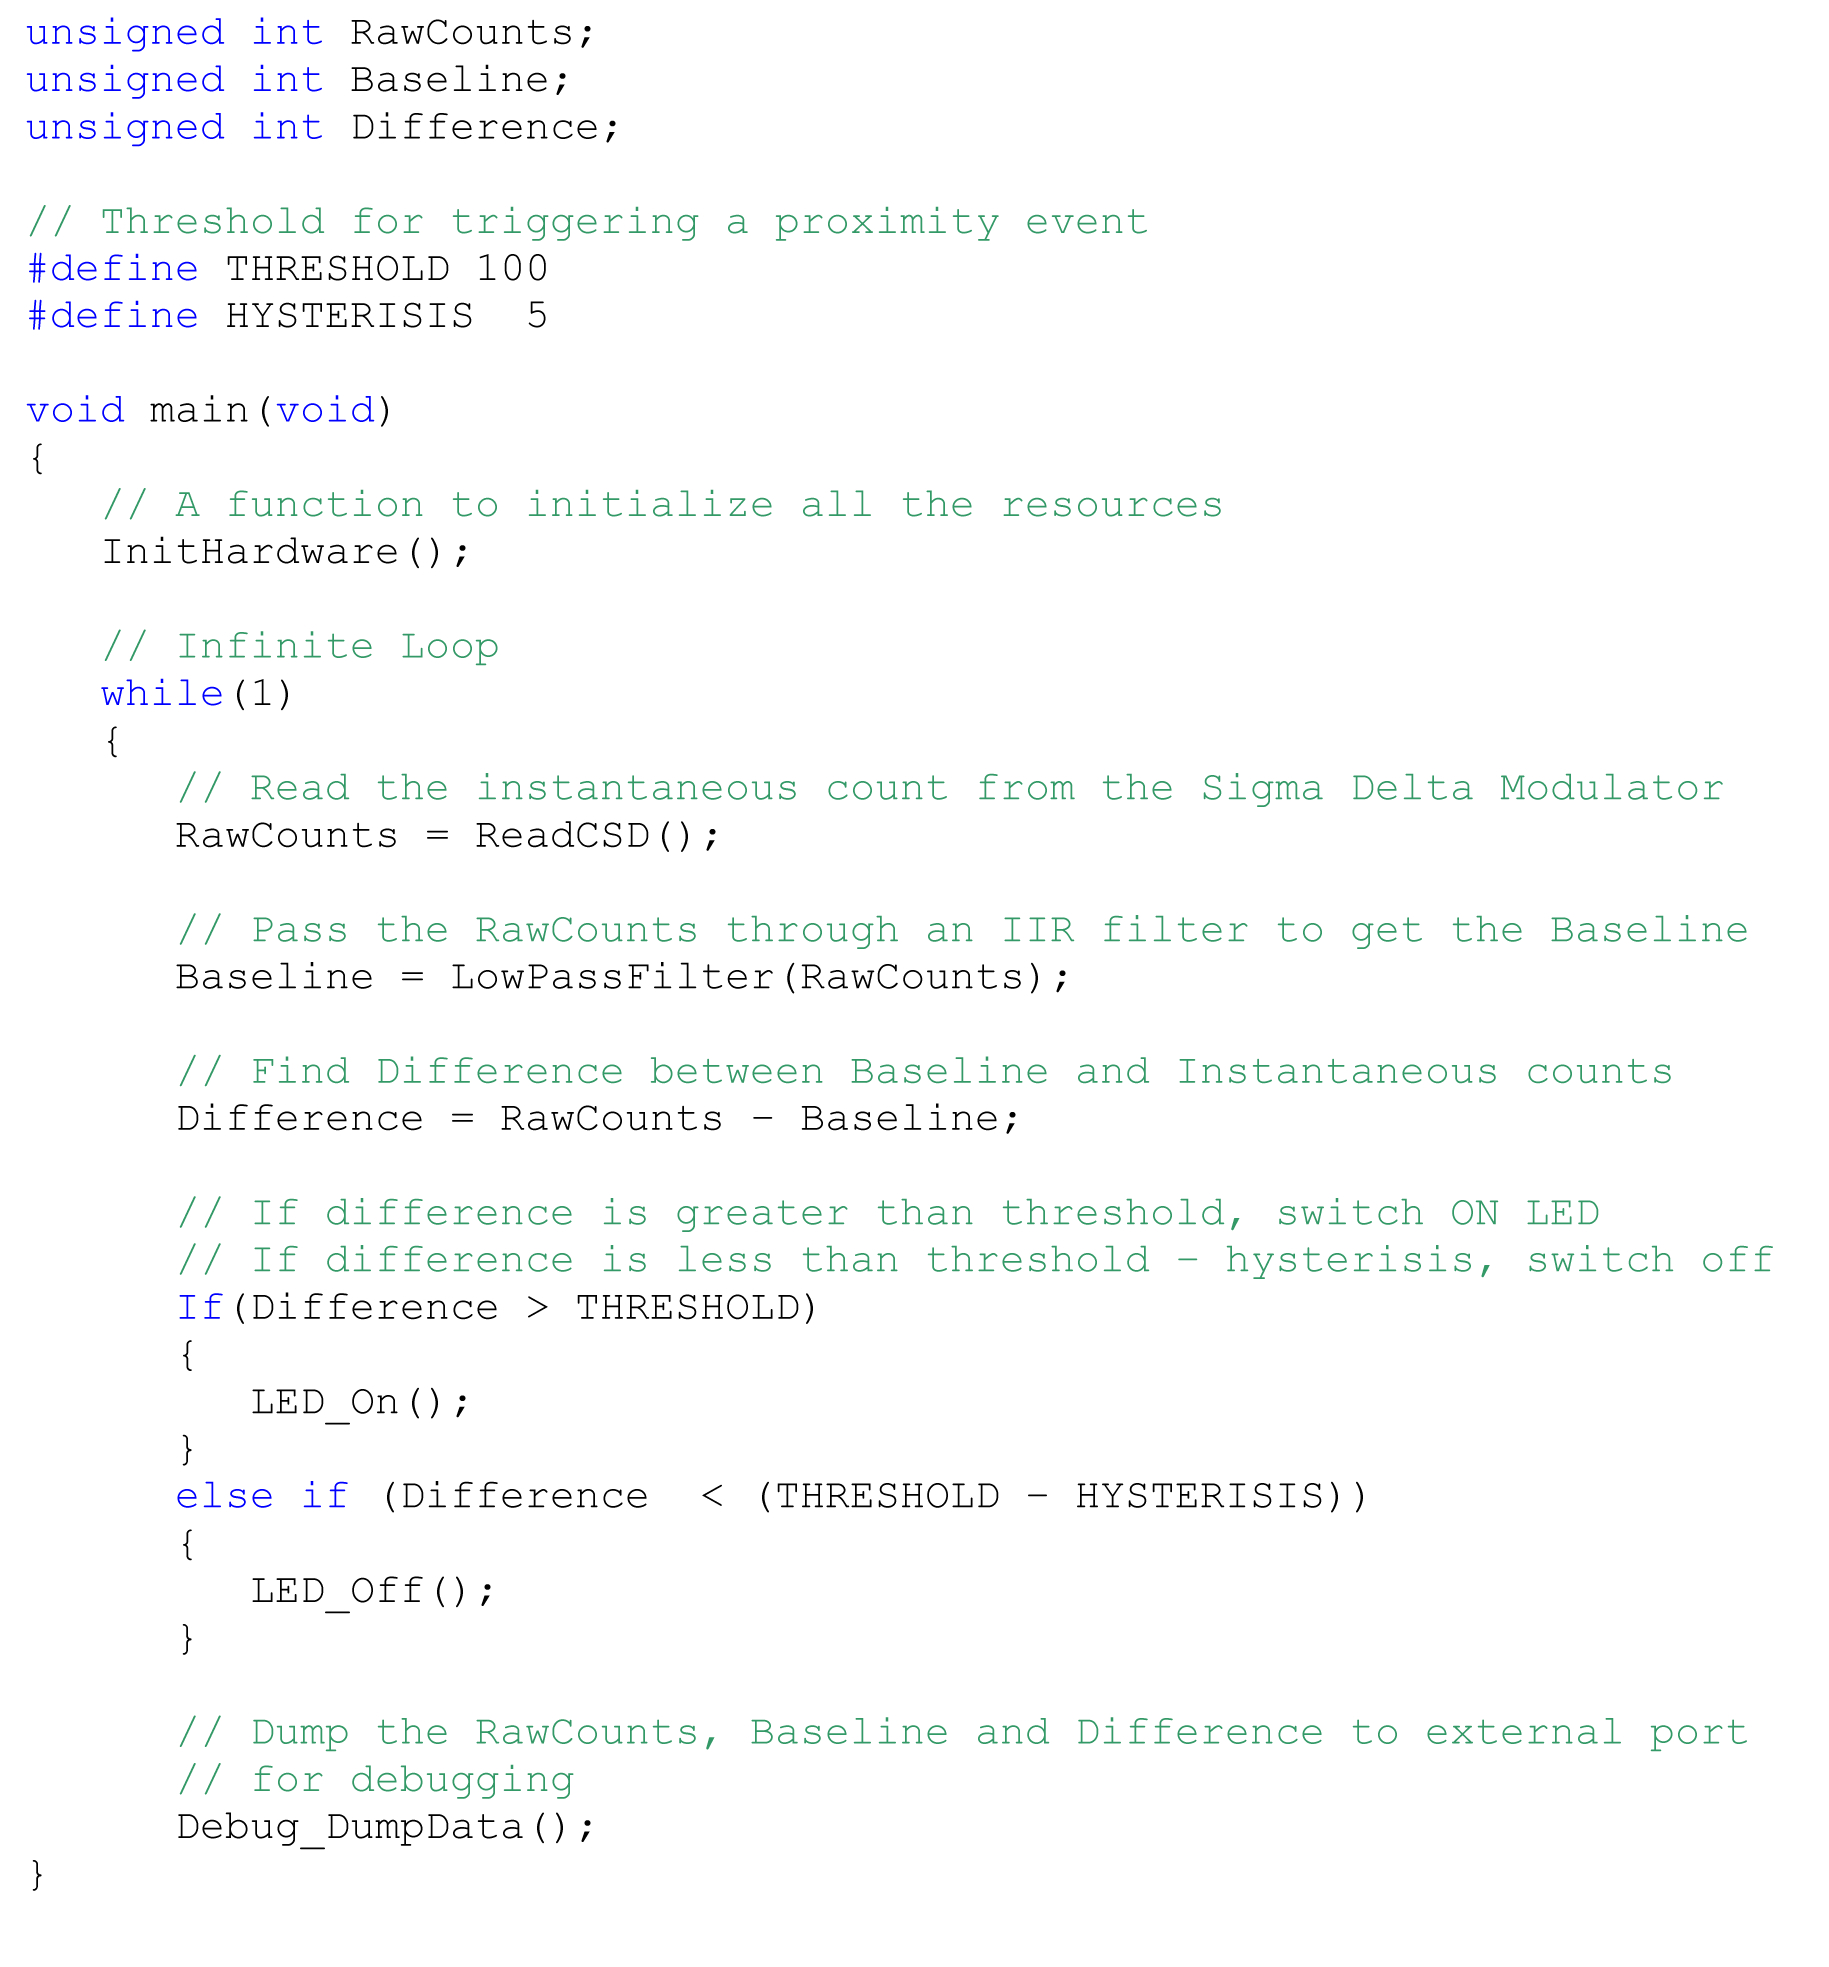 unsigned int RawCounts;
unsigned int Baseline;
unsigned int Difference;
// Threshold for triggering a proximity event
#define THRESHOLD 100
#define HYSTERISIS  5
void main(void)
{
   // A function to initialize all the resources
   InitHardware();
   // Infinite Loop
   while(1)
   {
      // Read the instantaneous count from the Sigma Delta Modulator
      RawCounts = ReadCSD();
      // Pass the RawCounts through an IIR filter to get the Baseline
      Baseline = LowPassFilter(RawCounts);
      // Find Difference between Baseline and Instantaneous counts
      Difference = RawCounts – Baseline;
      // If difference is greater than threshold, switch ON LED
      // If difference is less than threshold – hysterisis, switch off
      If(Difference > THRESHOLD)
      {
         LED_On();
      }
      else if (Difference  < (THRESHOLD – HYSTERISIS))
      {
         LED_Off();
      }
      // Dump the RawCounts, Baseline and Difference to external port
      // for debugging
      Debug_DumpData();
}